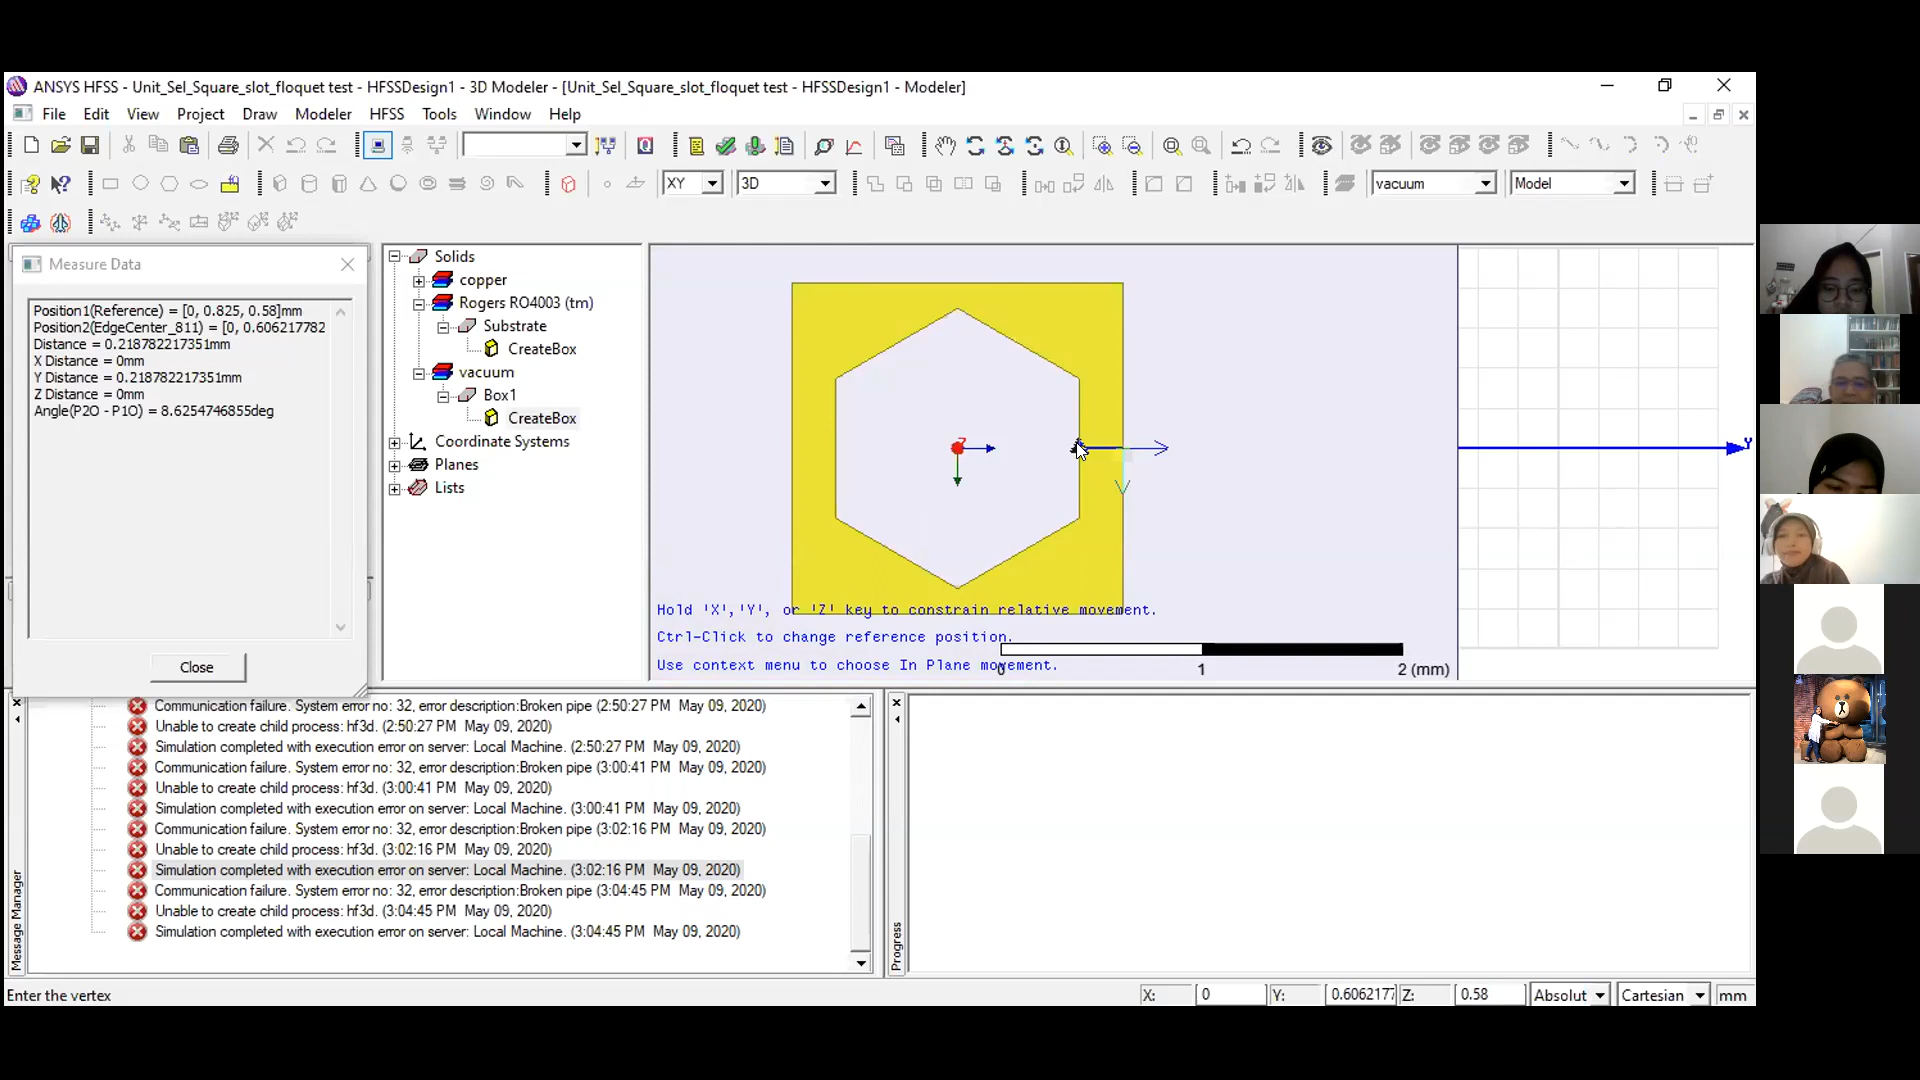 ANSYS HFSS - Unit_Sel_Square_slot_floquet test - HFSSDesign1 - 3D Modeler - [Unit_Sel_Square_slot_floquet test - HFSSDesign1 - Modeler]
File Edit View Project Draw Modeler HFSS Tools Window Help
XY 3D vacuum Model
Measure Data
Position1(Reference) = [0, 0.825, 0.58]mm
Position2(EdgeCenter_811) = [0, 0.606217782
Distance = 0.218782217351mm
X Distance = 0mm
Y Distance = 0.218782217351mm
Z Distance = 0mm
Angle(P2O - P1O) = 8.6254746855deg
Close
Solids
copper
Rogers RO4003 (tm)
Substrate
CreateBox
vacuum
Box1
CreateBox
Coordinate Systems
Planes
Lists
Z
Y
Hold 'X','Y', or 'Z' key to constrain relative movement.
Ctrl-Click to change reference position.
Use context menu to choose In Plane movement.
0 1 2 (mm)
Communication failure. System error no: 32, error description:Broken pipe (2:50:27 PM May 09, 2020)
Unable to create child process: hf3d. (2:50:27 PM May 09, 2020)
Simulation completed with execution error on server: Local Machine. (2:50:27 PM May 09, 2020)
Communication failure. System error no: 32, error description:Broken pipe (3:00:41 PM May 09, 2020)
Unable to create child process: hf3d. (3:00:41 PM May 09, 2020)
Simulation completed with execution error on server: Local Machine. (3:00:41 PM May 09, 2020)
Communication failure. System error no: 32, error description:Broken pipe (3:02:16 PM May 09, 2020)
Unable to create child process: hf3d. (3:02:16 PM May 09, 2020)
Simulation completed with execution error on server: Local Machine. (3:02:16 PM May 09, 2020)
Communication failure. System error no: 32, error description:Broken pipe (3:04:45 PM May 09, 2020)
Unable to create child process: hf3d. (3:04:45 PM May 09, 2020)
Simulation completed with execution error on server: Local Machine. (3:04:45 PM May 09, 2020)
Message Manager
Progress
Enter the vertex
X: 0 Y: 0.6062177 Z: 0.58 Absolut Cartesian mm